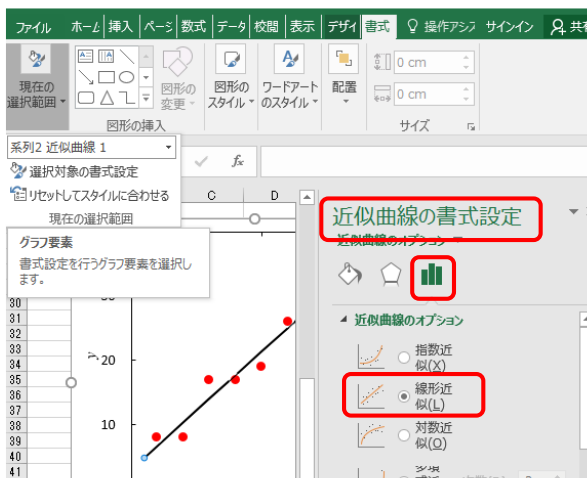 ファイル ホーム 挿入 ページ 数式 データ 校閲 表示 デザイ 書式 操作アシス サインイン 共有
現在の
選択範囲
図形の
変更
図形の
スタイル
ワードアート
のスタイル
配置
0 cm
0 cm
図形の挿入
サイズ
系列2 近似曲線 1
選択対象の書式設定
リセットしてスタイルに合わせる
現在の選択範囲
グラフ要素
書式設定を行うグラフ要素を選択し
ます。
fx
C D
30
31
32
33
34
35
36
37
38
39
40
41
y
20
10
近似曲線の書式設定
近似曲線のオプション
近似曲線のオプション
指数近
似(X)
線形近
似(L)
対数近
似(O)